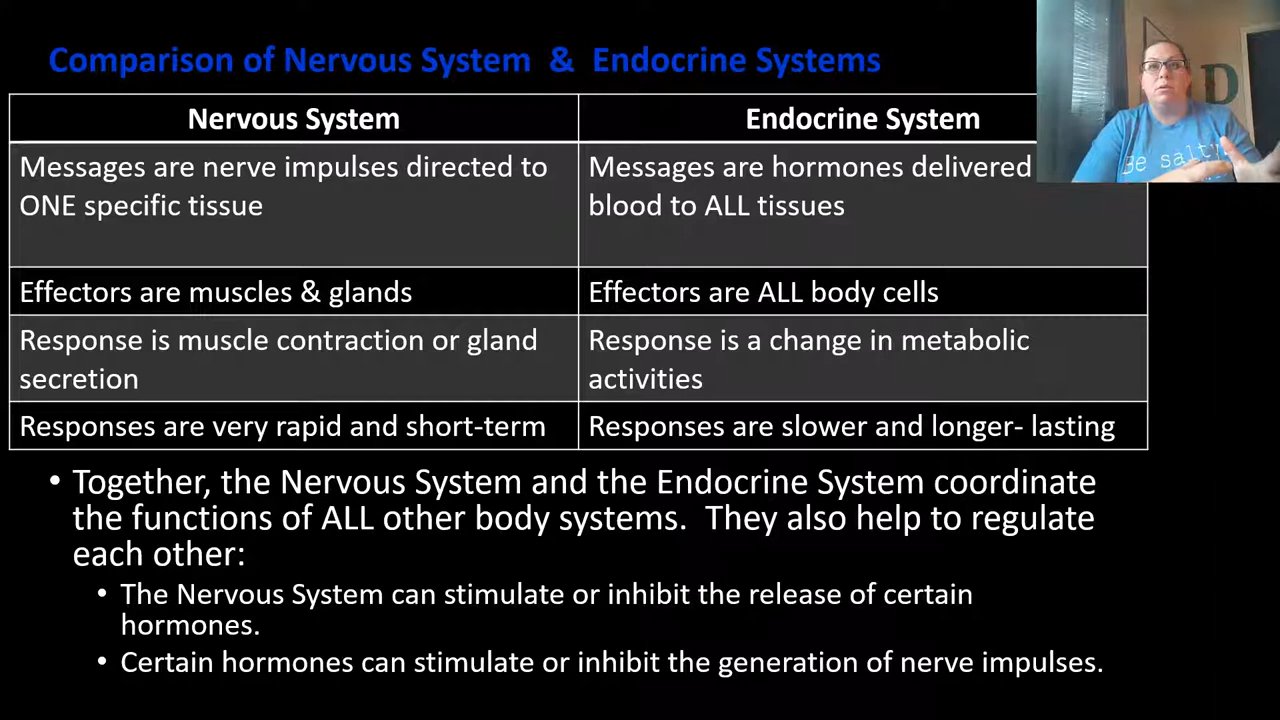 Comparison of Nervous System & Endocrine Systems
Nervous System
Endocrine System
Messages are nerve impulses directed to
ONE specific tissue
Messages are hormones delivered
blood to ALL tissues
Effectors are muscles & glands
Effectors are ALL body cells
Response is muscle contraction or gland
secretion
Response is a change in metabolic
activities
Responses are very rapid and short-term
Responses are slower and longer- lasting
• Together, the Nervous System and the Endocrine System coordinate
the functions of ALL other body systems. They also help to regulate
each other:
• The Nervous System can stimulate or inhibit the release of certain
hormones.
• Certain hormones can stimulate or inhibit the generation of nerve impulses.
D
Be salty